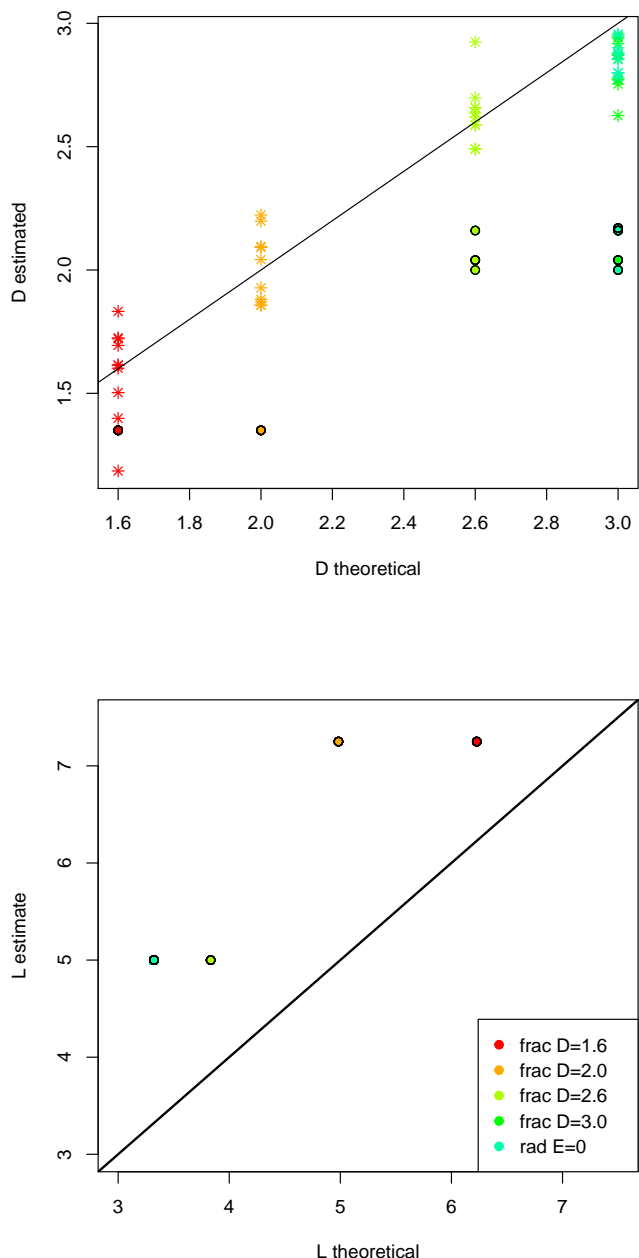 3.0
2.5
2.0
1.5
D estimated
1.6 1.8 2.0 2.2 2.4 2.6 2.8 3.0
D theoretical
7
6
5
4
3
L estimate
frac D=1.6
frac D=2.0
frac D=2.6
frac D=3.0
rad E=0
3 4 5 6 7
L theoretical